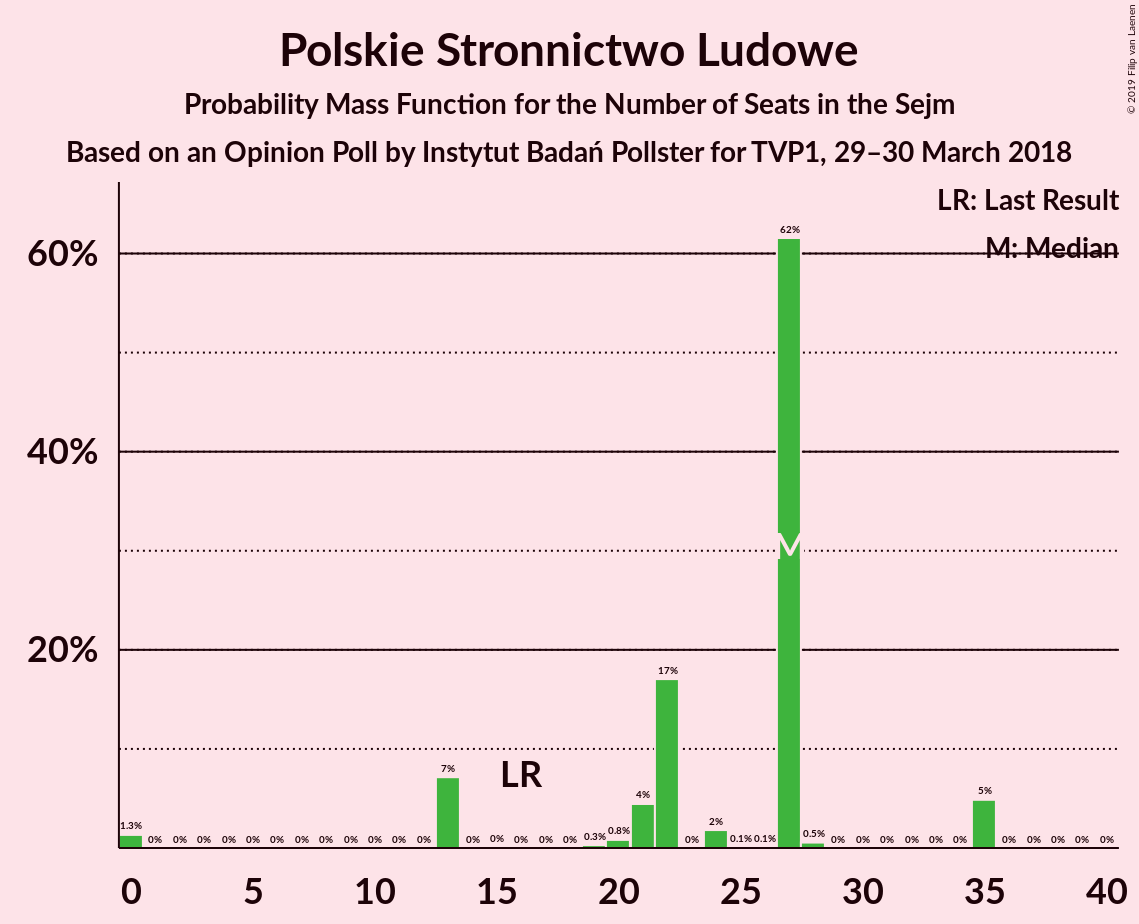 Polskie Stronnictwo Ludowe
Probability Mass Function for the Number of Seats in the Sejm
Based on an Opinion Poll by Instytut Badań Pollster for TVP1, 29–30 March 2018
© 2019 Filip van Laenen
LR: Last Result
M: Median
60%
40%
20%
1.3% 0% 0% 0% 0% 0% 0% 0% 0% 0% 0% 0% 0% 7% 0% 0% 0% 0% 0% 0.3% 0.8% 4% 17% 0% 2% 0.1% 0.1% 62% 0.5% 0% 0% 0% 0% 0% 0% 5% 0% 0% 0% 0% 0%
LR
M
0 5 10 15 20 25 30 35 40